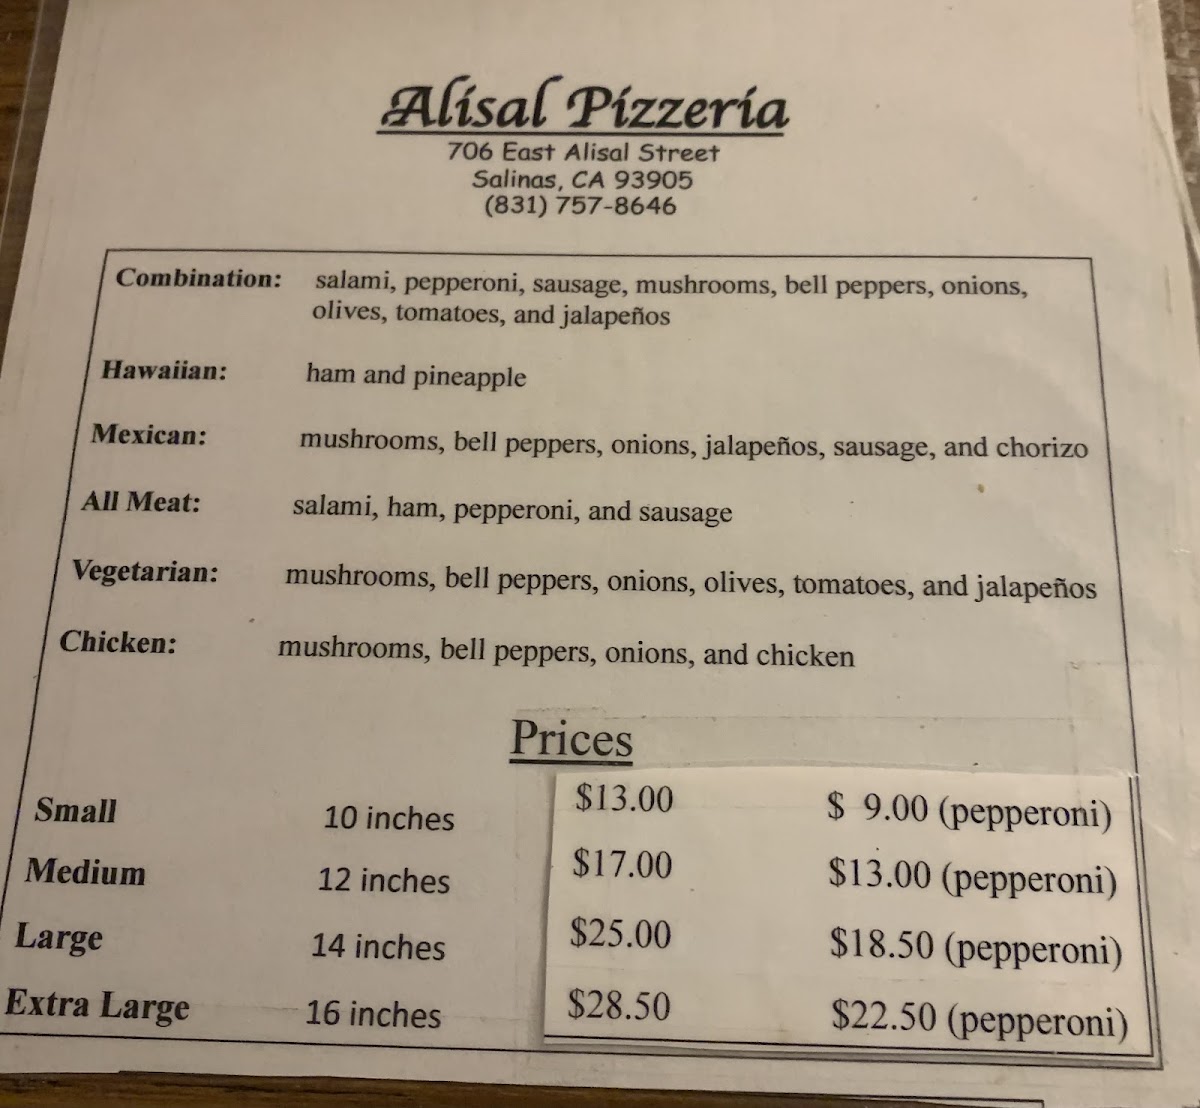 Alisal Pizzeria
706 East Alisal Street
Salinas, CA 93905
(831) 757-8646
Combination: salami, pepperoni, sausage, mushrooms, bell peppers, onions,
olives, tomatoes, and jalapeños
Hawaiian: ham and pineapple
Mexican: mushrooms, bell peppers, onions, jalapeños, sausage, and chorizo
All Meat: salami, ham, pepperoni, and sausage
Vegetarian: mushrooms, bell peppers, onions, olives, tomatoes, and jalapeños
Chicken: mushrooms, bell peppers, onions, and chicken
Prices
Small 10 inches $13.00 $ 9.00 (pepperoni)
Medium 12 inches $17.00 $13.00 (pepperoni)
Large 14 inches $25.00 $18.50 (pepperoni)
Extra Large 16 inches $28.50 $22.50 (pepperoni)